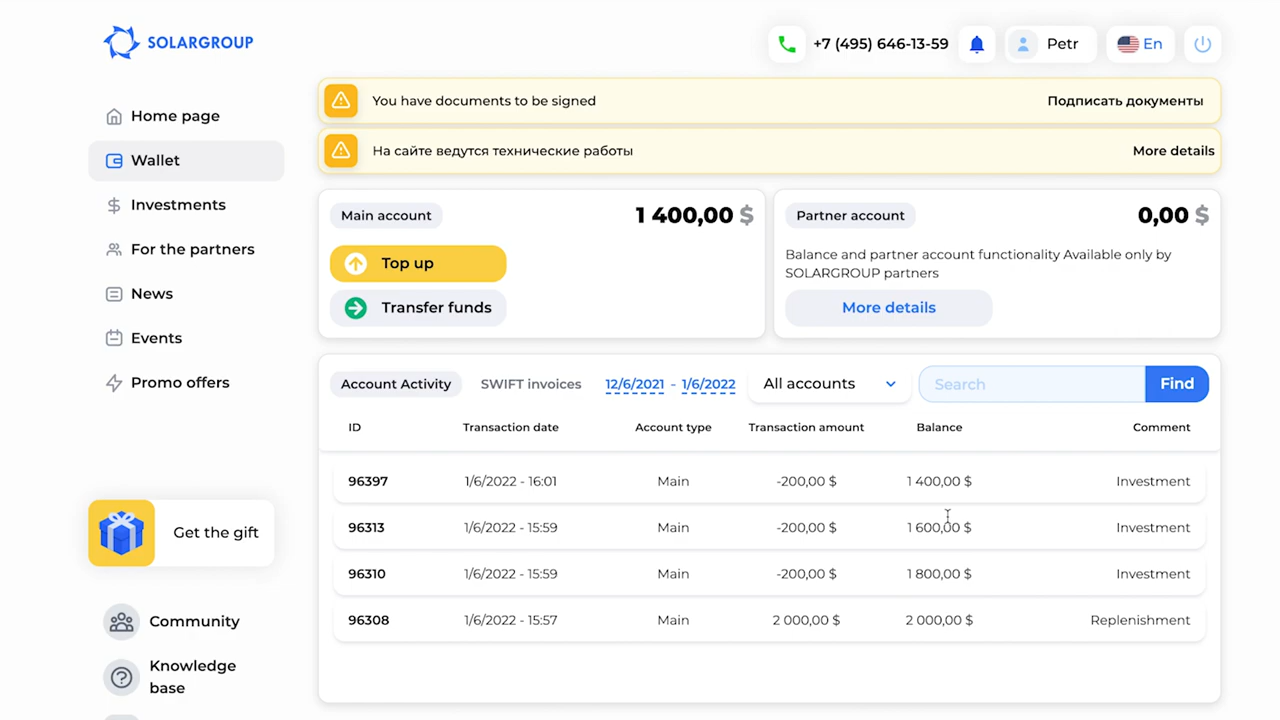 SOLARGROUP
+7 (495) 646-13-59
Petr
En
Home page
Wallet
Investments
For the partners
News
Events
Promo offers
Get the gift
Community
Knowledge
base
You have documents to be signed
Подписать документы
На сайте ведутся технические работы
More details
Main account
1 400,00 $
Top up
Transfer funds
Partner account
0,00 $
Balance and partner account functionality Available only by
SOLARGROUP partners
More details
Account Activity
SWIFT invoices
12/6/2021 - 1/6/2022
All accounts
Search
Find
ID Transaction date Account type Transaction amount Balance Comment
96397 1/6/2022 - 16:01 Main -200,00 $ 1 400,00 $ Investment
96313 1/6/2022 - 15:59 Main -200,00 $ 1 600,00 $ Investment
96310 1/6/2022 - 15:59 Main -200,00 $ 1 800,00 $ Investment
96308 1/6/2022 - 15:57 Main 2 000,00 $ 2 000,00 $ Replenishment